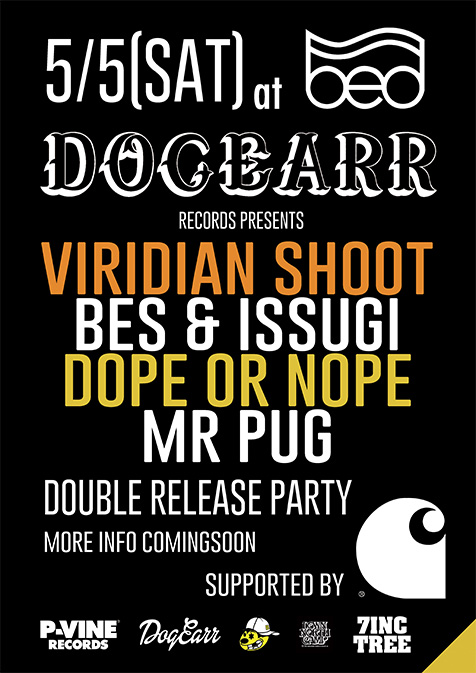 5/5(SAT) at bed
DOGEARR
RECORDS PRESENTS
VIRIDIAN SHOOT
BES & ISSUGI
DOPE OR NOPE
MR PUG
DOUBLE RELEASE PARTY
MORE INFO COMINGSOON
SUPPORTED BY
®
P-VINE® DogEarr 7INC
RECORDS TREE